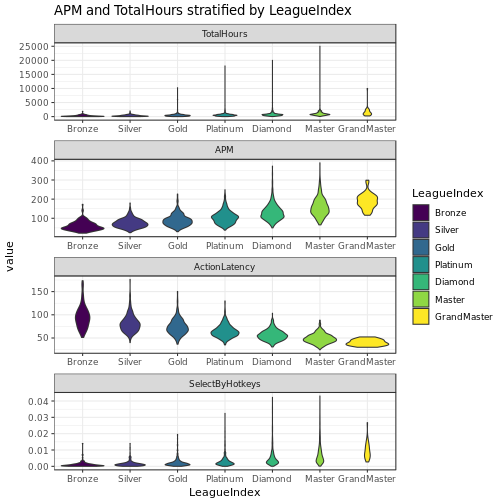 APM and TotalHours stratified by LeagueIndex
TotalHours
25000
20000
15000
10000
5000
0
Bronze Silver Gold Platinum Diamond Master GrandMaster
APM
400
300
200
100
Bronze Silver Gold Platinum Diamond Master GrandMaster
ActionLatency
150
100
50
Bronze Silver Gold Platinum Diamond Master GrandMaster
SelectByHotkeys
0.04
0.03
0.02
0.01
0.00
Bronze Silver Gold Platinum Diamond Master GrandMaster
LeagueIndex
value
LeagueIndex
Bronze
Silver
Gold
Platinum
Diamond
Master
GrandMaster